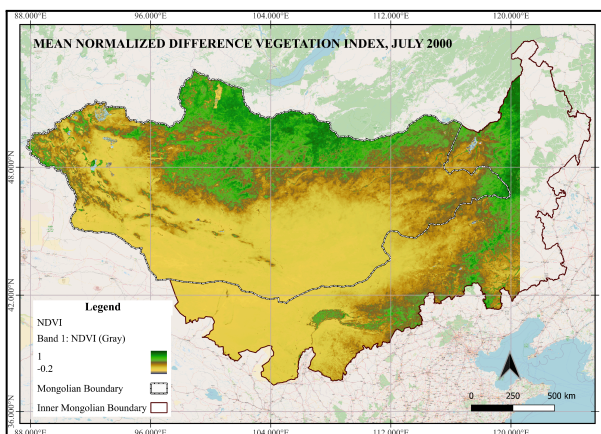 88.000°E 96.000°E 104.000°E 112.000°E 120.000°E
MEAN NORMALIZED DIFFERENCE VEGETATION INDEX, JULY 2000
48.000°N
42.000°N
36.000°N
Legend
NDVI
Band 1: NDVI (Gray)
1
-0.2
Mongolian Boundary
Inner Mongolian Boundary
0 250 500 km
88.000°E 96.000°E 104.000°E 112.000°E 120.000°E